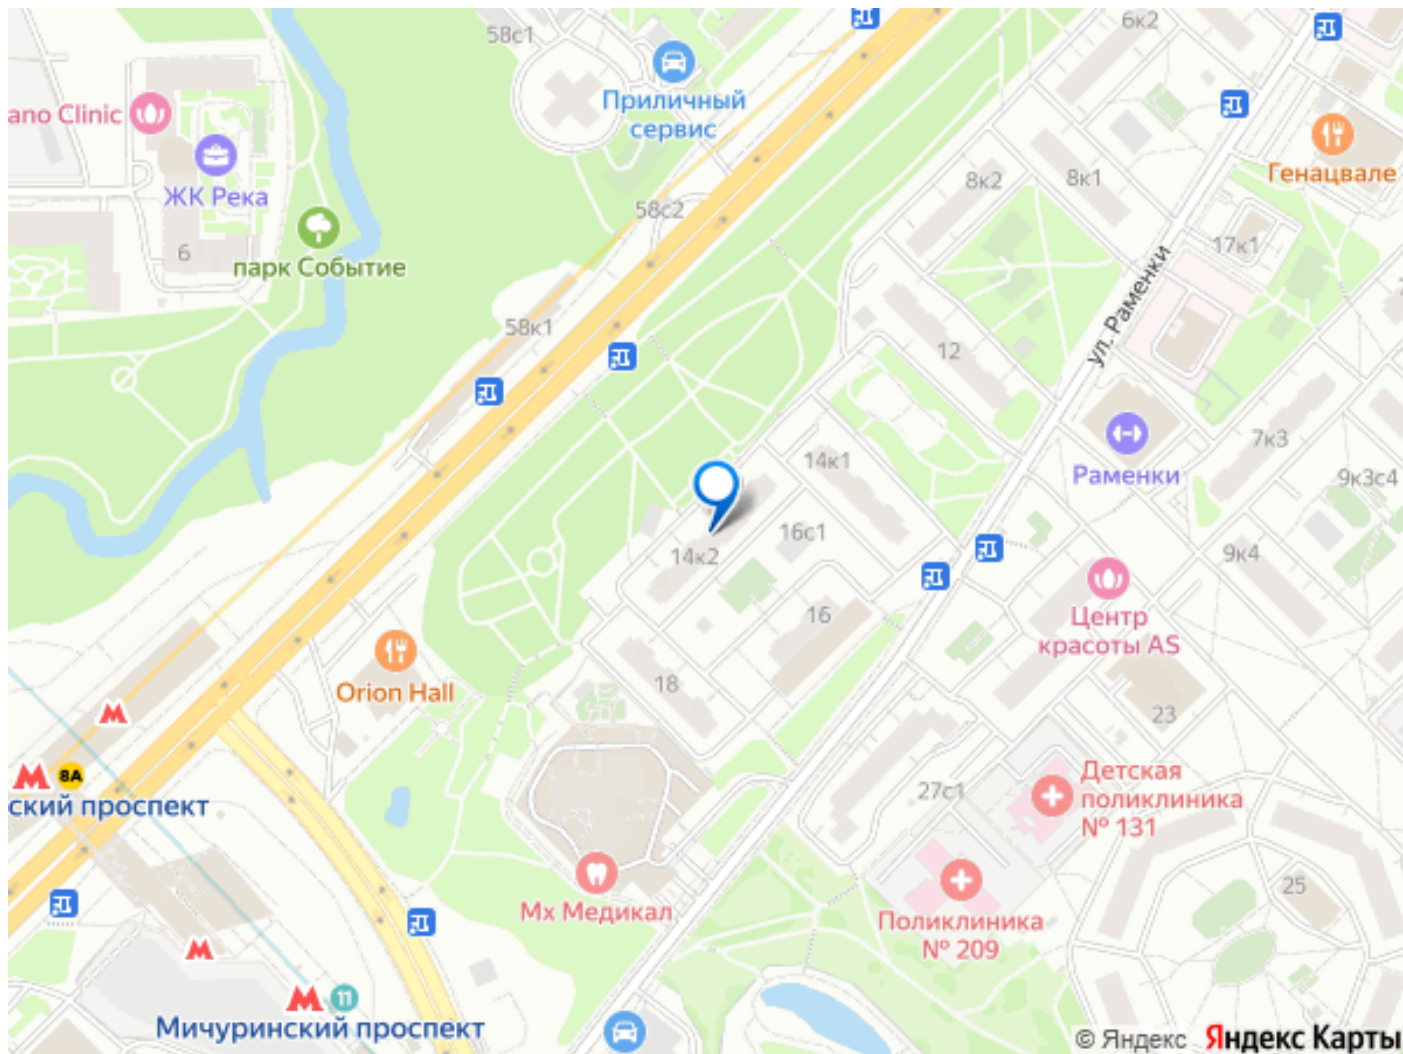 58с1
6к2
Приличный
сервис
ano Clinic
Генацвале
8к2
8к1
ЖК Река
58с2
17к1
6
парк Событие
ул. Раменки
58к1
12
7к3
14к1
Раменки
9к3с4
16с1
14к2
9к4
Центр
красоты AS
16
18
Orion Hall
23
М
М 8А
ский проспект
Детская
поликлиника
№ 131
27с1
25
Мх Медикал
Поликлиника
№ 209
М
М 11
Мичуринский проспект
© Яндекс Яндекс Карты